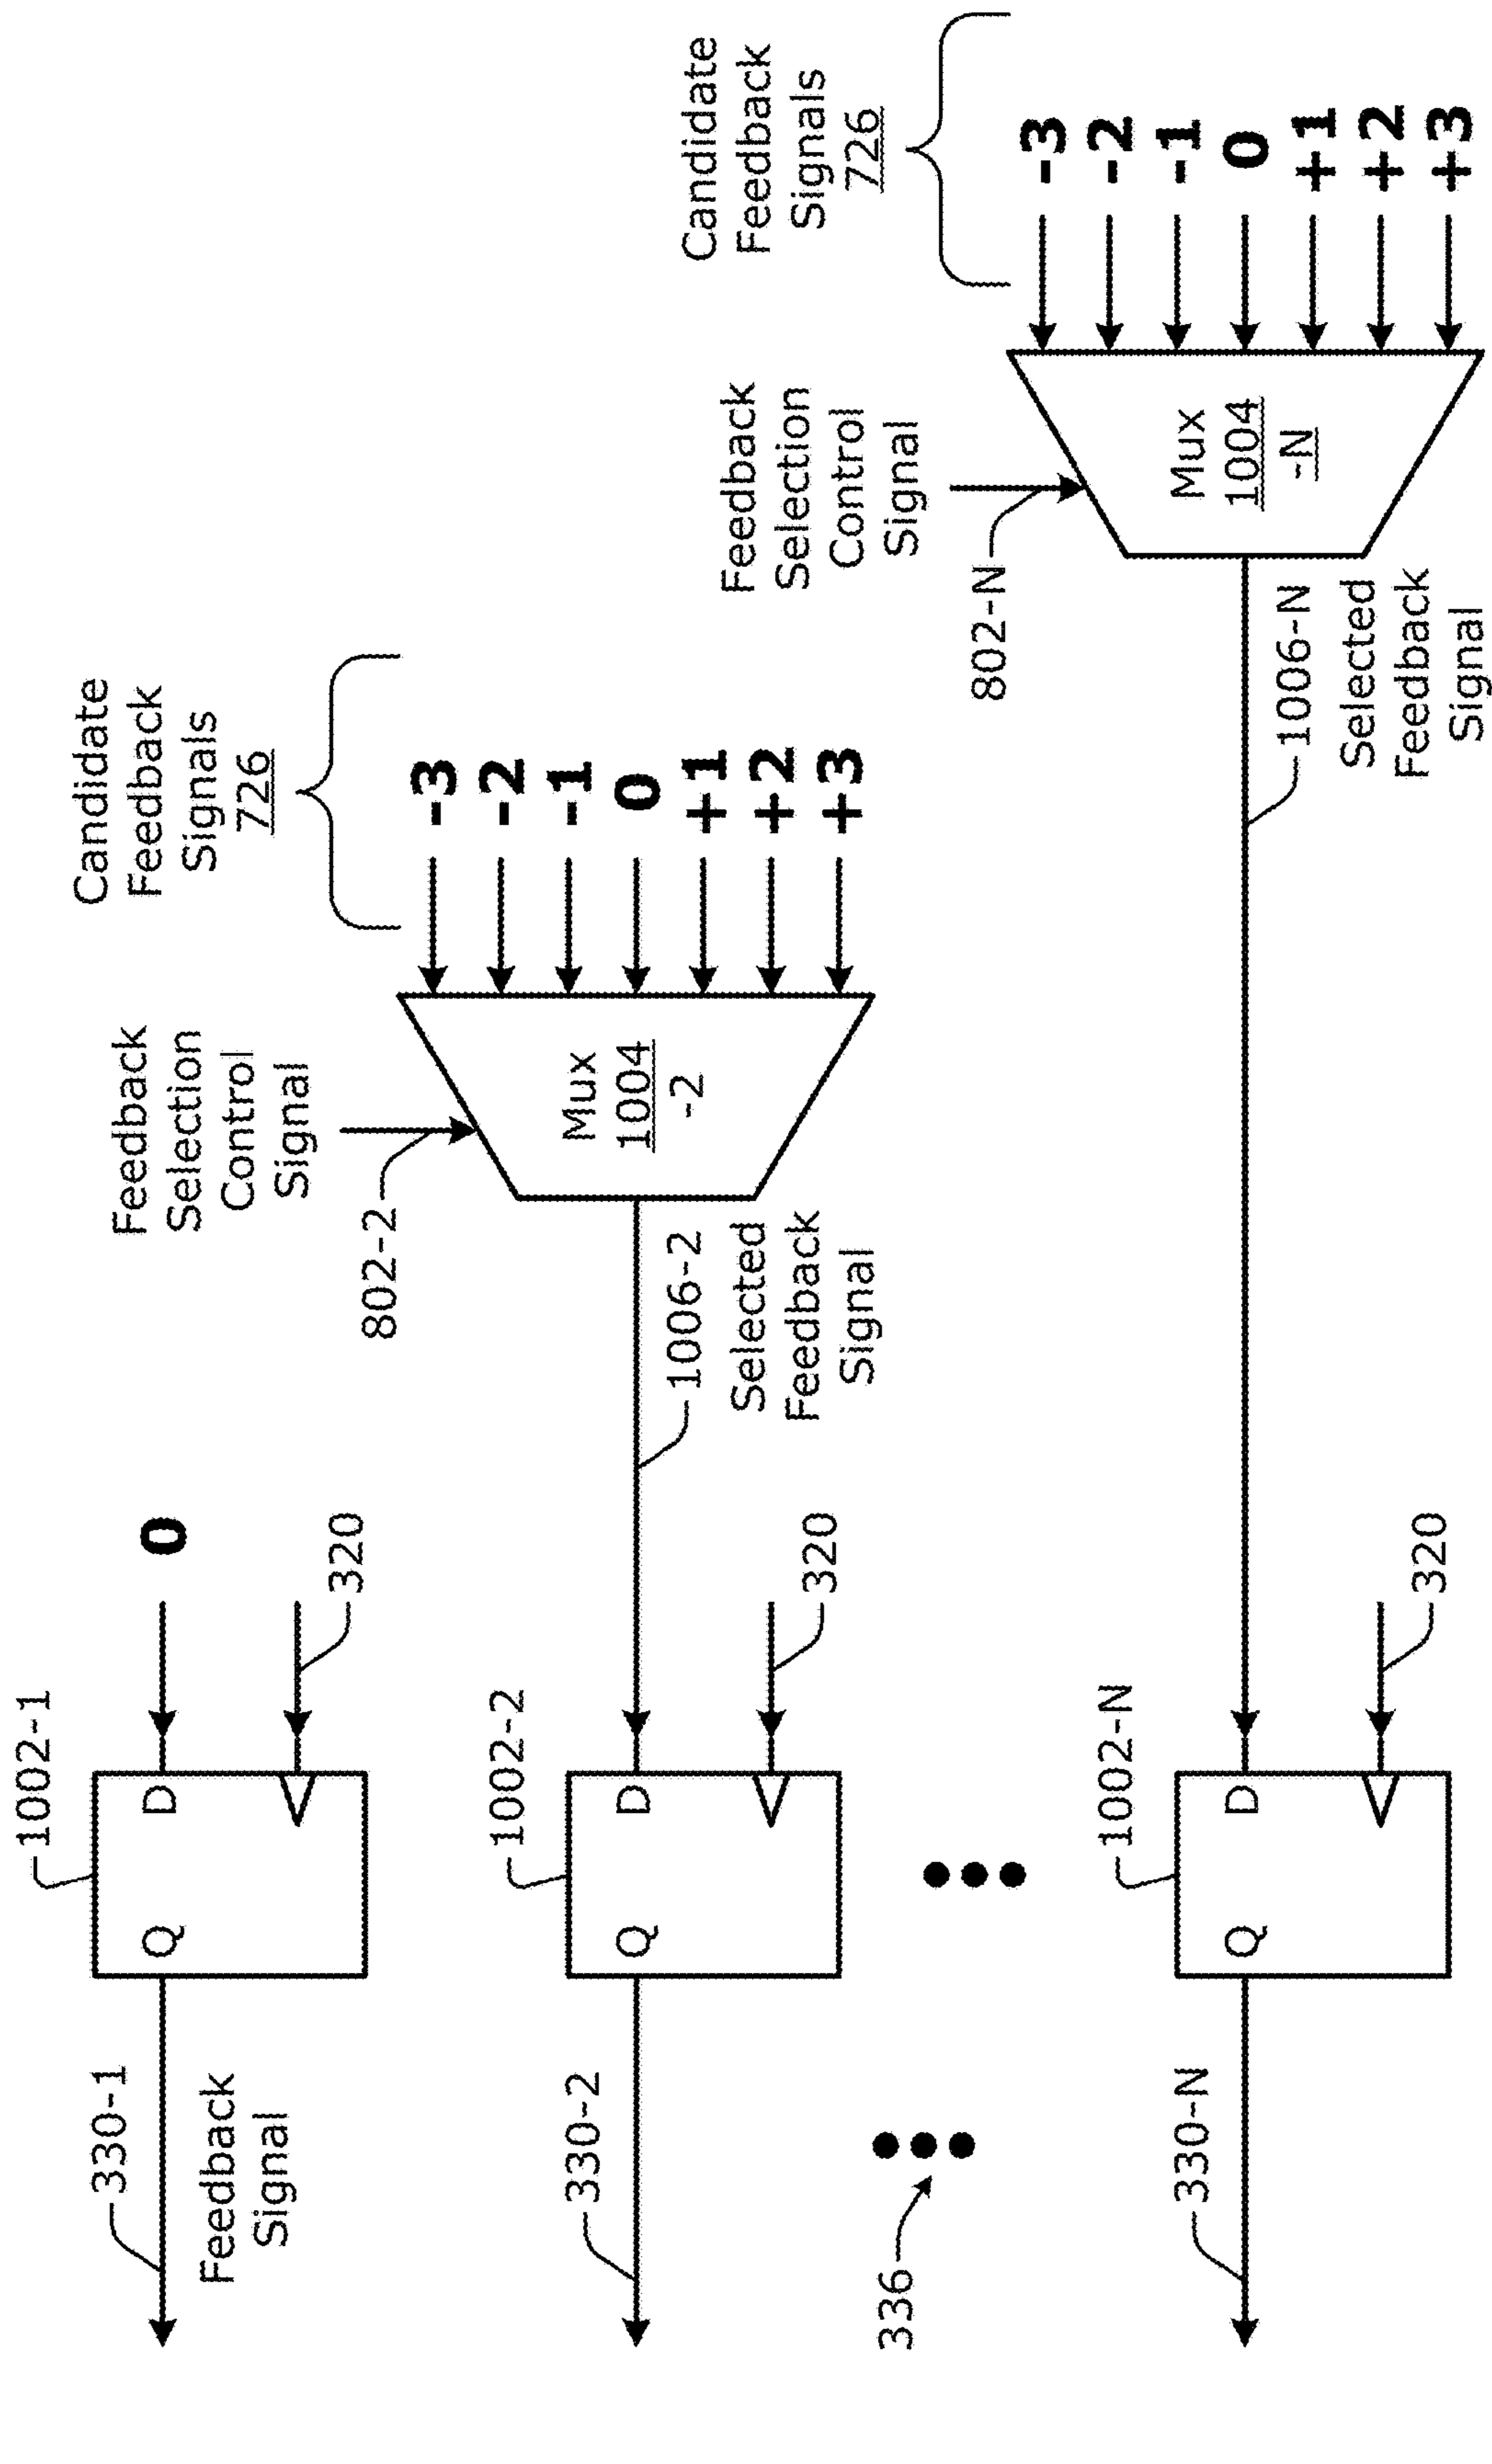 1002-1
330-1
Q
D
0
Feedback
Signal
320
Candidate
Feedback
Signals
726
Feedback
Selection
Control
Signal
802-2
-3
-2
-1
0
+1
+2
+3
Mux
1004
-2
1002-2
330-2
Q
D
1006-2
Selected
Feedback
Signal
320
336
Candidate
Feedback
Signals
726
Feedback
Selection
Control
Signal
802-N
-3
-2
-1
0
+1
+2
+3
Mux
1004
-N
1002-N
330-N
Q
D
1006-N
Selected
Feedback
Signal
320